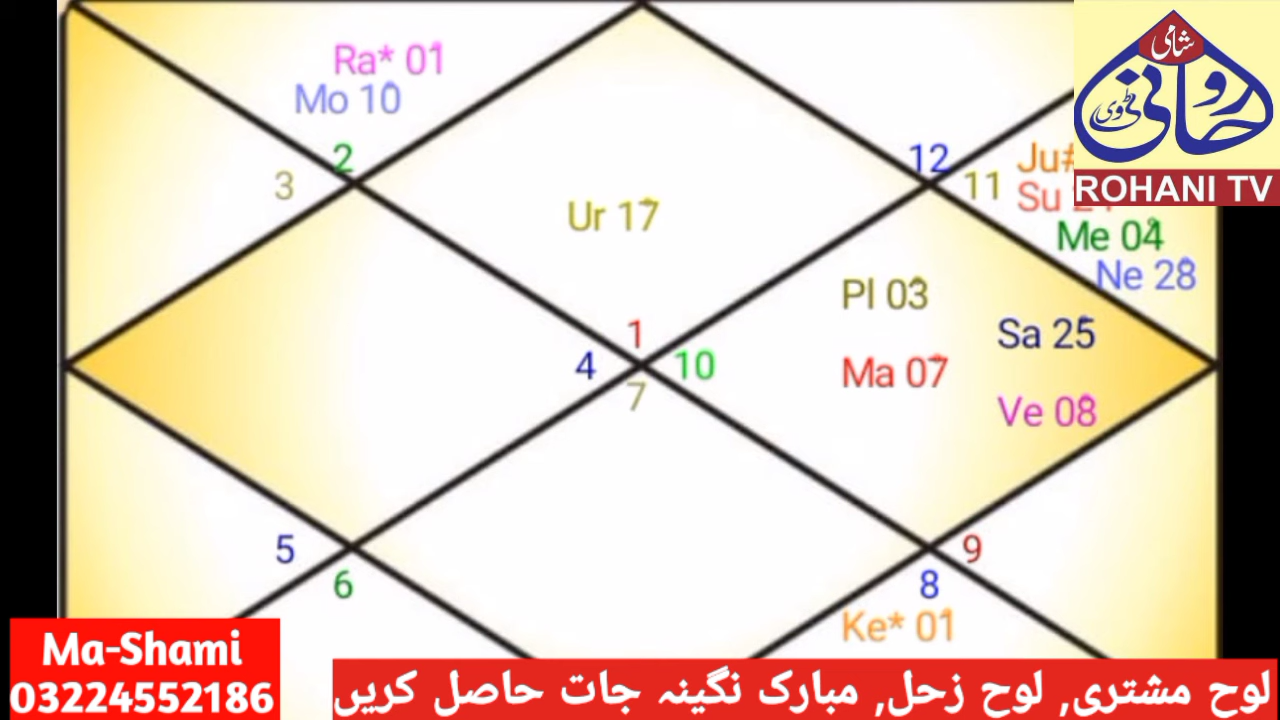 Ra* 01
Mo 10
2
3
Ur 17
12
11
Ju#
Su
Me 04
Ne 28
Pl 03
Sa 25
Ma 07
Ve 08
1
4
10
7
5
6
9
8
Ke* 01
شامی
روحانی
ٹی وی
ROHANI TV
Ma-Shami
03224552186
لوح مشتری, لوح زحل, مبارک نگینہ جات حاصل کریں